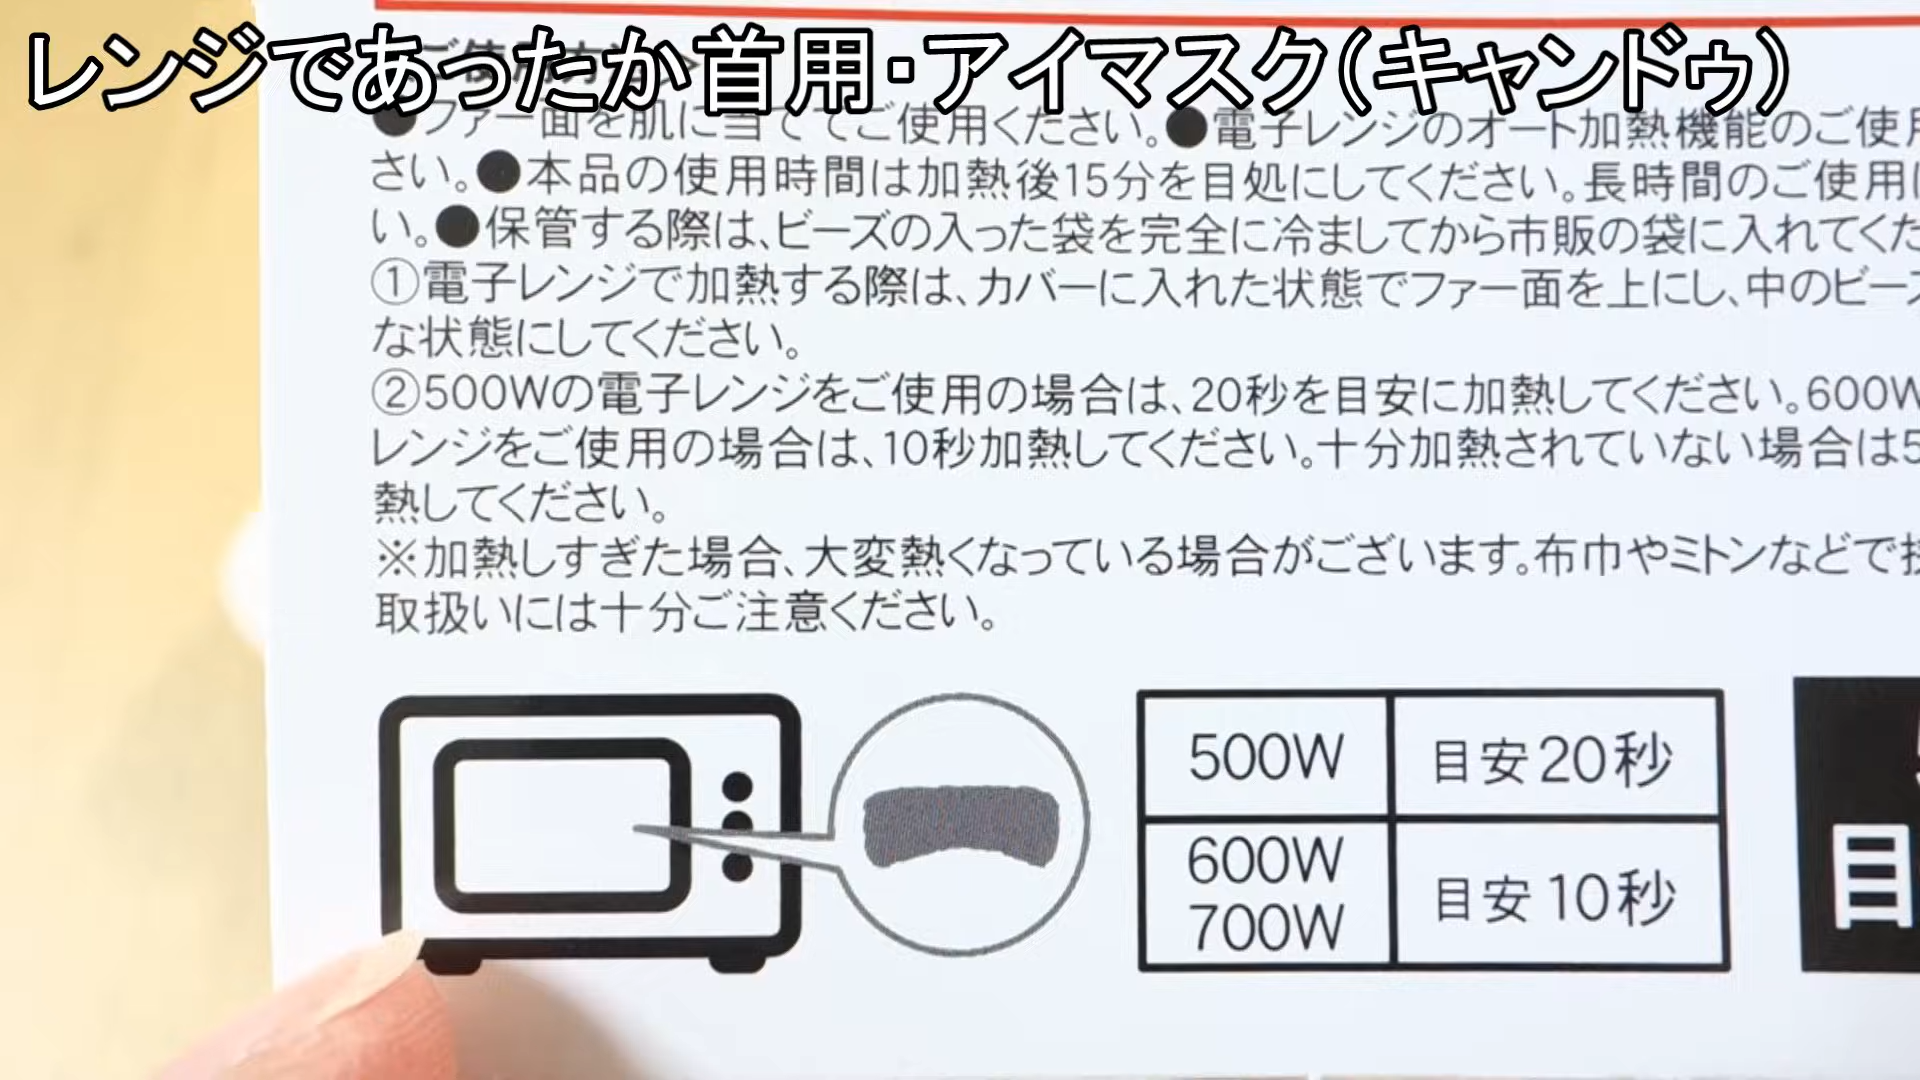 レンジであったか首用・アイマスク（キャンドゥ）
●ファー面を肌に当ててご使用ください。●電子レンジのオート加熱機能のご使用
さい。●本品の使用時間は加熱後15分を目処にしてください。長時間のご使用
い。●保管する際は、ビーズの入った袋を完全に冷ましてから市販の袋に入れてくだ
①電子レンジで加熱する際は、カバーに入れた状態でファー面を上にし、中のビーズ
な状態にしてください。
②500Wの電子レンジをご使用の場合は、20秒を目安に加熱してください。600W
レンジをご使用の場合は、10秒加熱してください。十分加熱されていない場合は5
熱してください。
※加熱しすぎた場合、大変熱くなっている場合がございます。布巾やミトンなどで
取扱いには十分ご注意ください。
500W 目安20秒
600W
700W 目安10秒
目